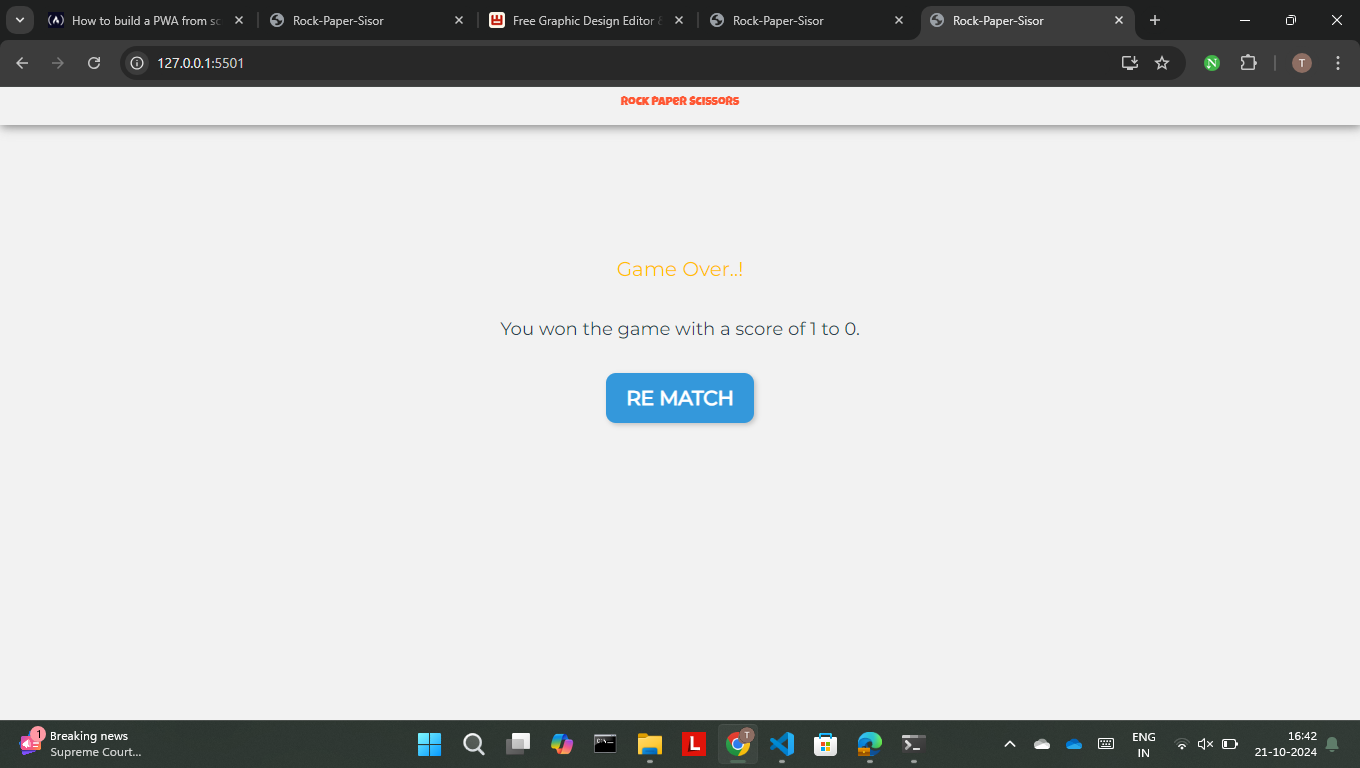 How to build a PWA from sc
Rock-Paper-Sisor
Free Graphic Design Editor &
Rock-Paper-Sisor
Rock-Paper-Sisor
127.0.0.1:5501
N
T
Rock Paper Scissors
Game Over..!
You won the game with a score of 1 to 0.
RE MATCH
1
Breaking news
Supreme Court...
L
T
ENG
IN
16:42
21-10-2024